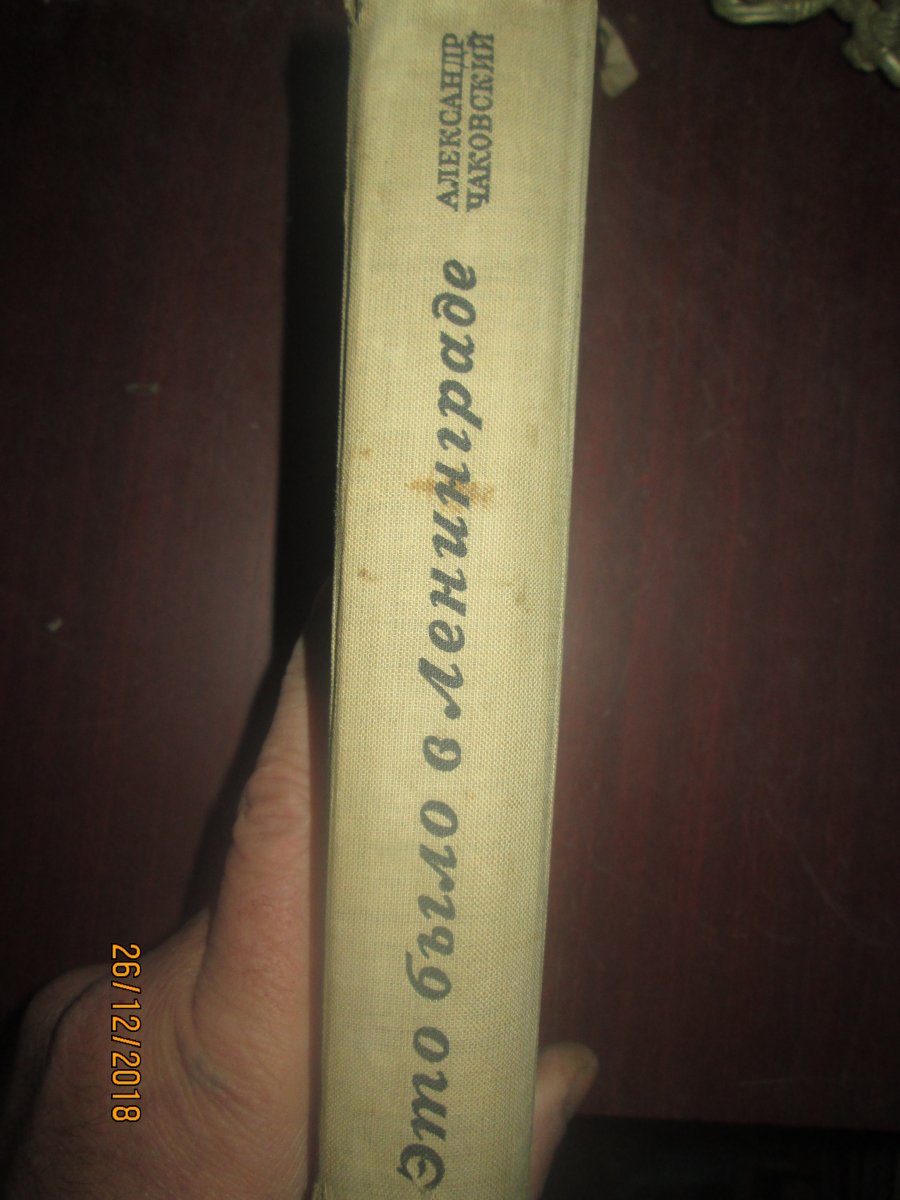 АЛЕКСАНДР
ЧАКОВСКИЙ
Это было в Ленинграде
26/12/2018